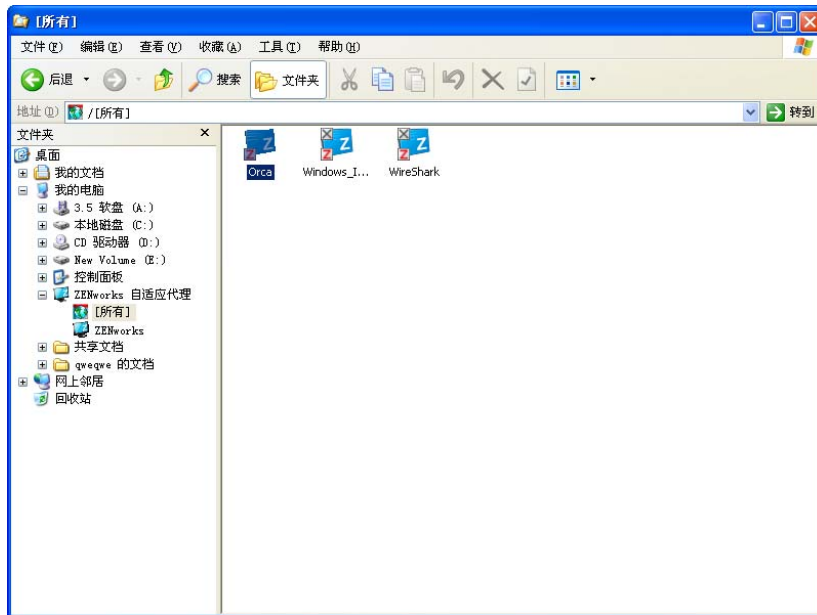 [所有]
文件(F) 编辑(E) 查看(V) 收藏(A) 工具(T) 帮助(H)
后退 搜索 文件夹
地址(D) /[所有] 转到
文件夹
桌面
我的文档
我的电脑
3.5 软盘 (A:)
本地磁盘 (C:)
CD 驱动器 (D:)
New Volume (E:)
控制面板
ZENworks 自适应代理
[所有]
ZENworks
共享文档
qweqwe 的文档
网上邻居
回收站
Orca Windows_I... WireShark